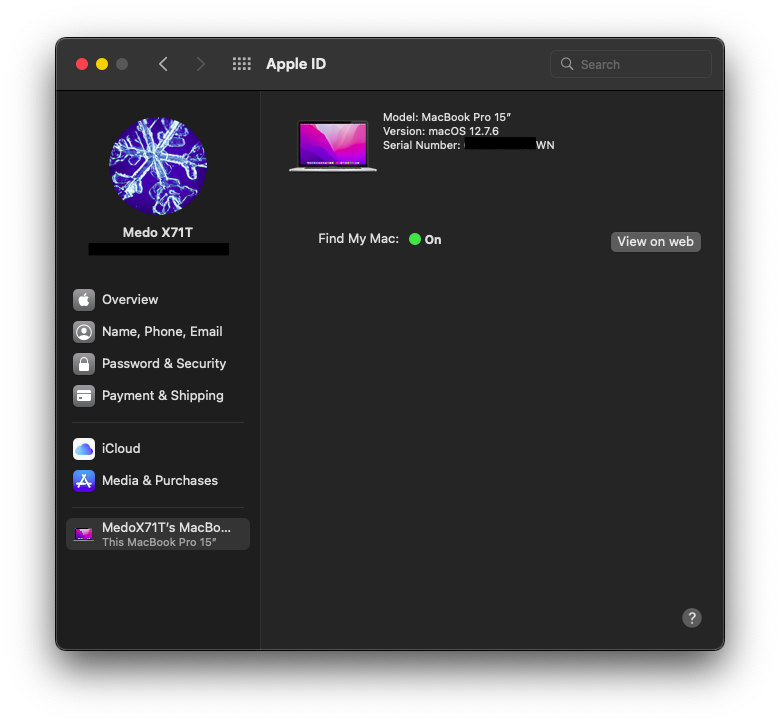 Apple ID
Search
Medo X71T
Overview
Name, Phone, Email
Password & Security
Payment & Shipping
iCloud
Media & Purchases
MedoX71T’s MacBo...
This MacBook Pro 15”
Model: MacBook Pro 15”
Version: macOS 12.7.6
Serial Number: WN
Find My Mac: On
View on web
?